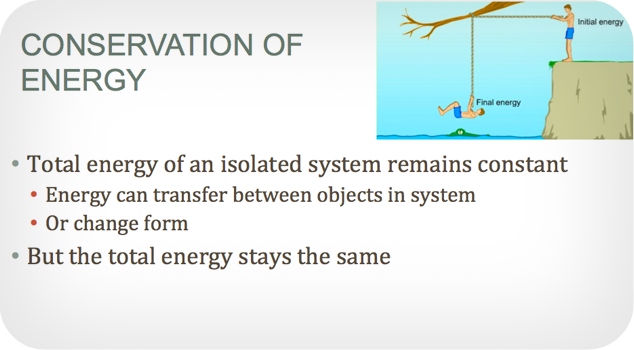 CONSERVATION OF
ENERGY
Initial energy
Final energy
• Total energy of an isolated system remains constant
• Energy can transfer between objects in system
• Or change form
• But the total energy stays the same